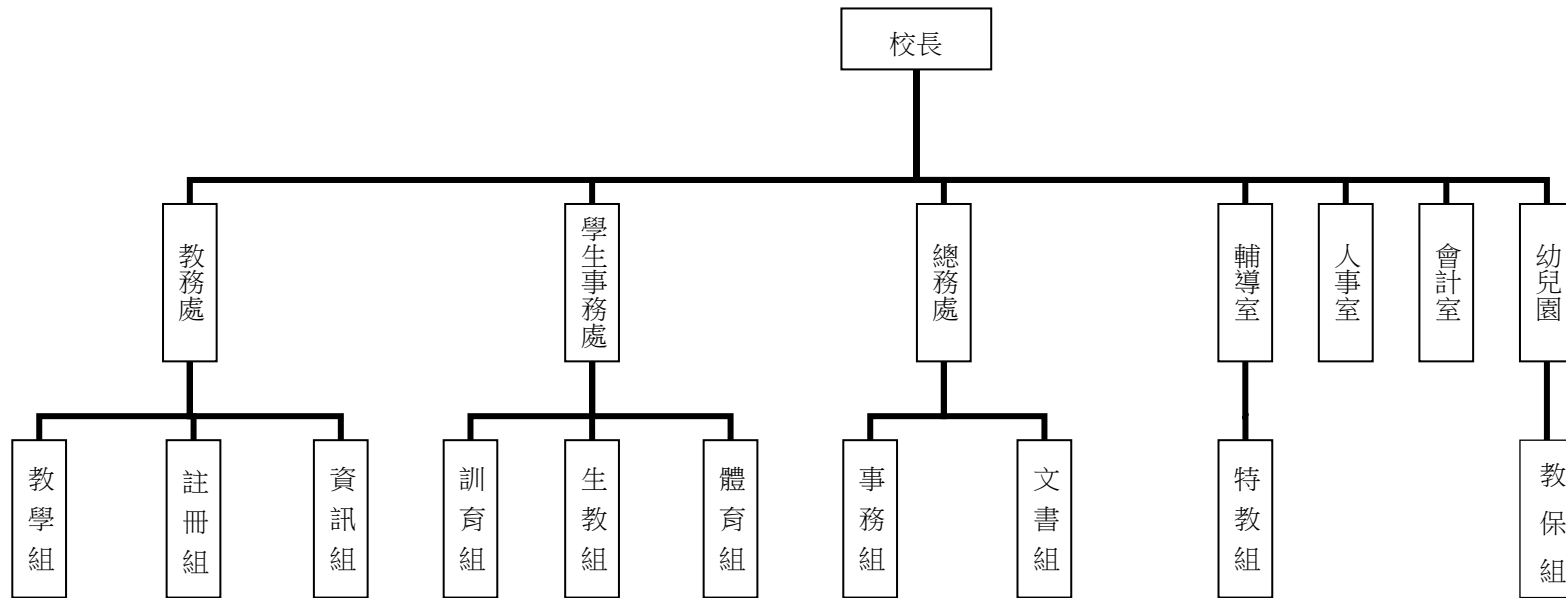 校長
教務處
學生事務處
總務處
輔導室
人事室
會計室
幼兒園
教學組
註冊組
資訊組
訓育組
生教組
體育組
事務組
文書組
特教組
教保組